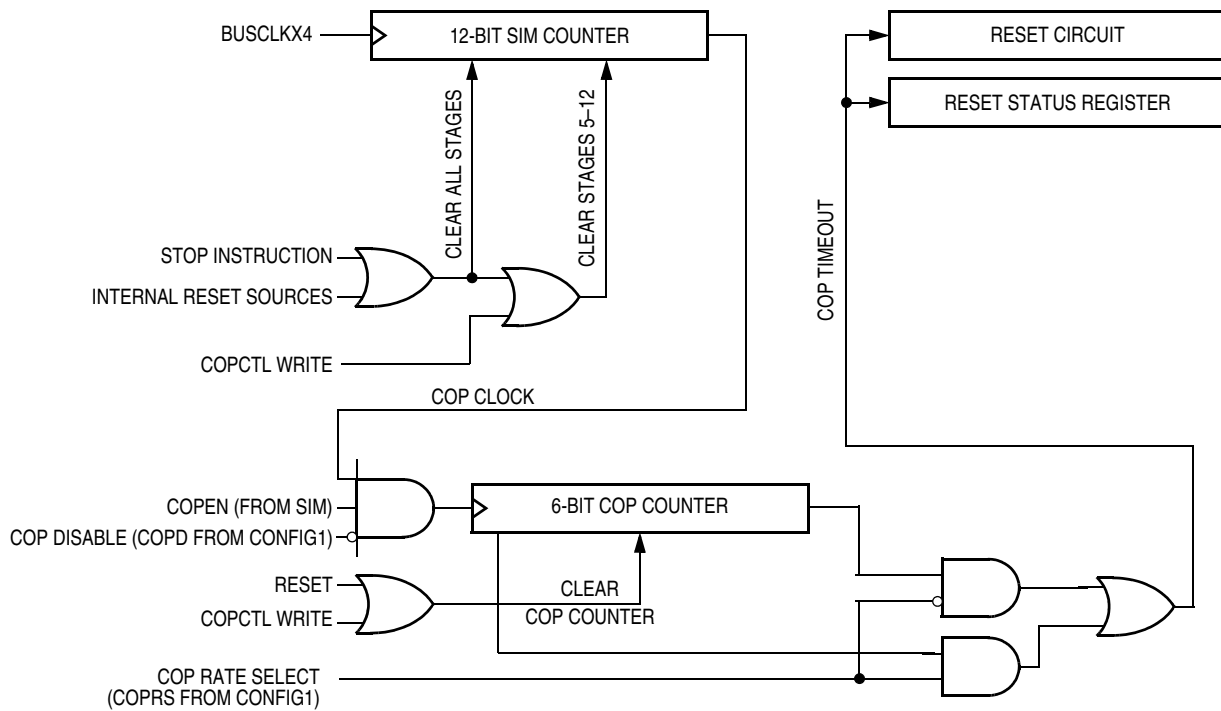 BUSCLKX4
12-BIT SIM COUNTER
RESET CIRCUIT
RESET STATUS REGISTER
CLEAR ALL STAGES
CLEAR STAGES 5–12
COP TIMEOUT
STOP INSTRUCTION
INTERNAL RESET SOURCES
COPCTL WRITE
COP CLOCK
COPEN (FROM SIM)
6-BIT COP COUNTER
COP DISABLE (COPD FROM CONFIG1)
RESET
CLEAR
COPCTL WRITE
COP COUNTER
COP RATE SELECT
(COPRS FROM CONFIG1)